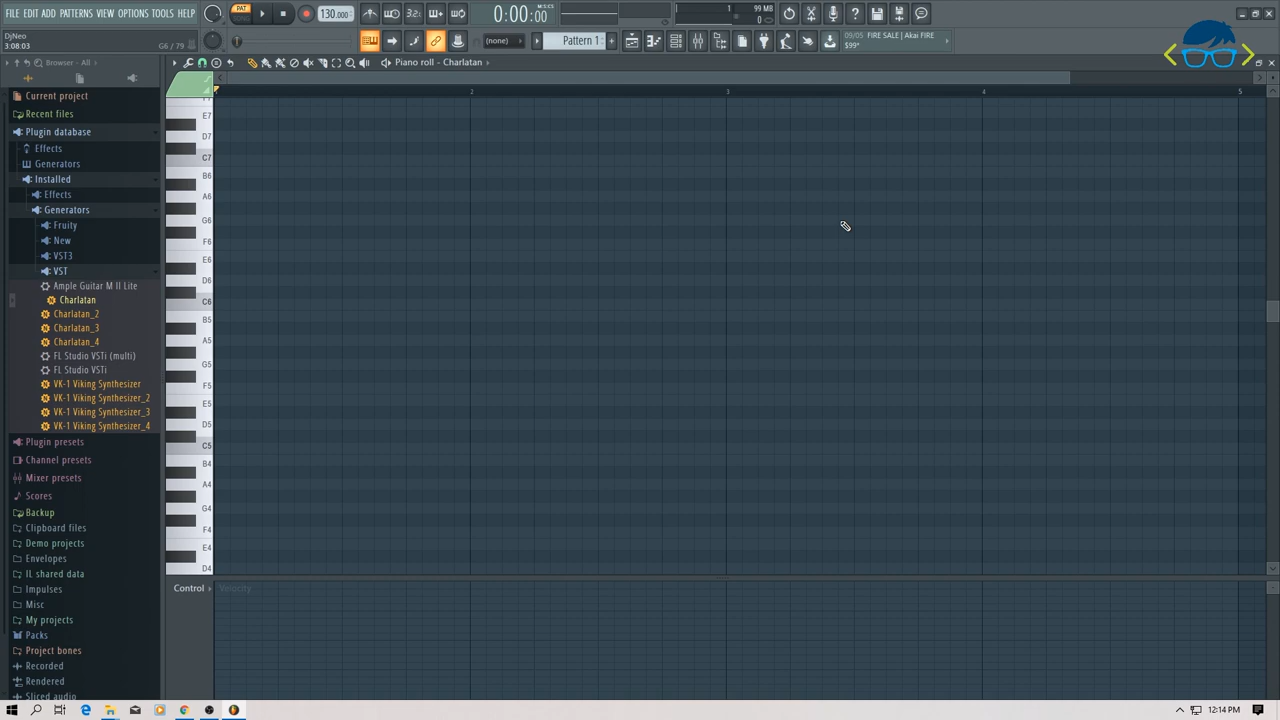 FILE EDIT ADD PATTERNS VIEW OPTIONS TOOLS HELP
PAT
SONG
130.000
3 2 :
0:00:00
M:S:CS
1
99 MB
0
DjNeo
3:08:03
G6 / 79
(none)
Pattern 1
09/05 FIRE SALE | Akai FIRE
$99*
Browser - All
Piano roll - Charlatan
Current project
Recent files
Plugin database
Effects
Generators
Installed
Effects
Generators
Fruity
New
VST3
VST
Ample Guitar M II Lite
Charlatan
Charlatan_2
Charlatan_3
Charlatan_4
FL Studio VSTi (multi)
FL Studio VSTi
VK-1 Viking Synthesizer
VK-1 Viking Synthesizer_2
VK-1 Viking Synthesizer_3
VK-1 Viking Synthesizer_4
Plugin presets
Channel presets
Mixer presets
Scores
Backup
Clipboard files
Demo projects
Envelopes
IL shared data
Impulses
Misc
My projects
Packs
Project bones
Recorded
Rendered
Sliced audio
2
3
4
5
E7
D7
C7
B6
A6
G6
F6
E6
D6
C6
B5
A5
G5
F5
E5
D5
C5
B4
A4
G4
F4
E4
D4
Control
Velocity
12:14 PM